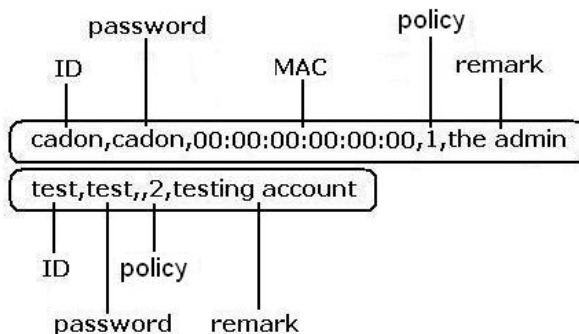 password policy
ID MAC remark
cadon,cadon,00:00:00:00:00:00,1,the admin
test,test,,2,testing account
ID policy
password remark